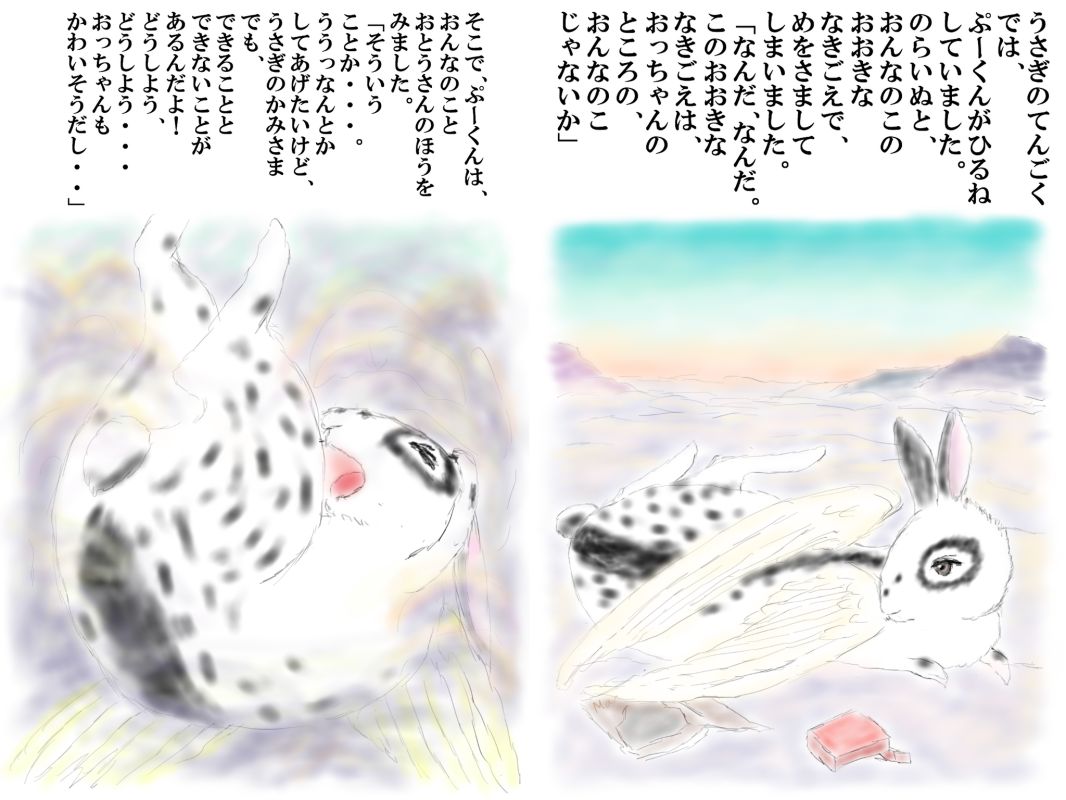 うさぎのてんごく
では、
ぷーくんがひるね
していました。
のらいぬと、
おんなのこの
おおきな
なきごえで、
めをさまして
しまいました。
「なんだ、なんだ。
このおおきな
なきごえは、
おっちゃんの
ところの、
おんなのこ
じゃないか」
そこで、ぷーくんは、
おんなのこと
おとうさんのほうを
みました。
「そういう
ことか・・・。
ううっなんとか
してあげたいけど、
うさぎのかみさま
でも、
できることと
できないことが
あるんだよ！
どうしよう、
どうしよう・・・
おっちゃんも
かわいそうだし・・」